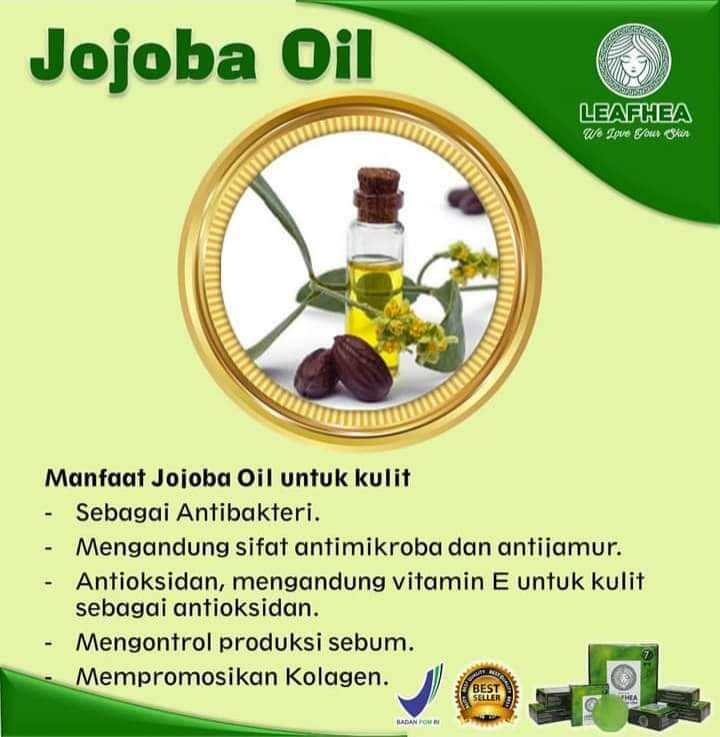 Jojoba Oil
LEAFHEA
We Love Your Skin
Manfaat Jojoba Oil untuk kulit
- Sebagai Antibakteri.
- Mengandung sifat antimikroba dan antijamur.
- Antioksidan, mengandung vitamin E untuk kulit
sebagai antioksidan.
- Mengontrol produksi sebum.
- Mempromosikan Kolagen.
BADAN POM RI
BEST
SELLER
LEAFHEA